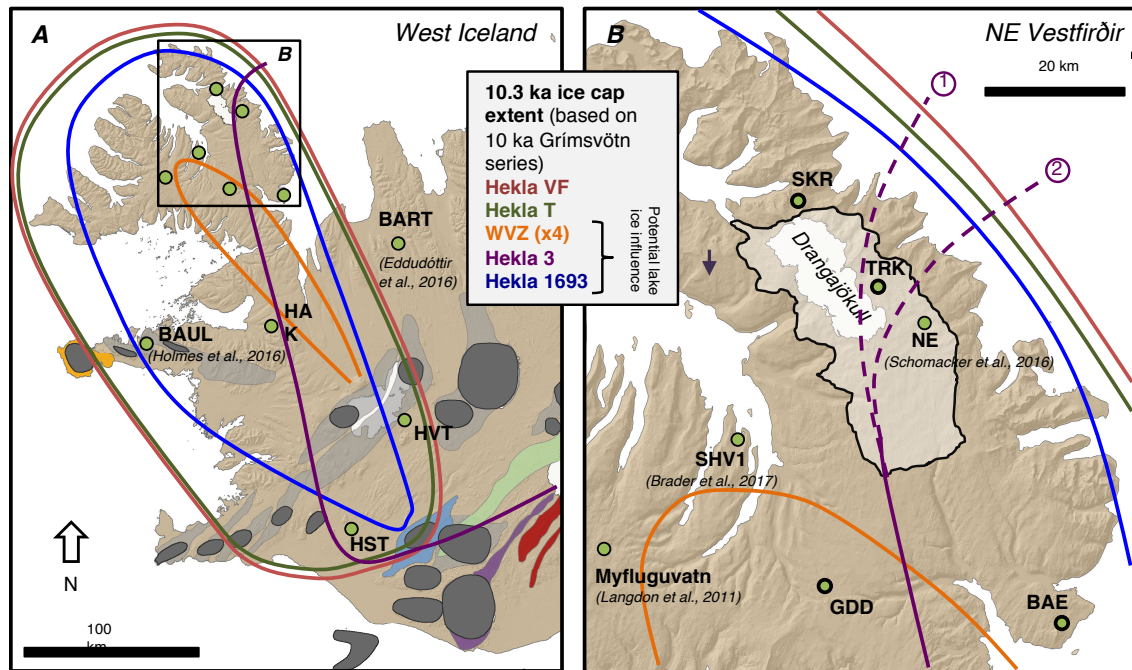 A
West Iceland
B
BART
(Eddudóttir
et al., 2016)
HA
K
BAUL
(Holmes et al., 2016)
HVT
HST
N
100
km
10.3 ka ice cap
extent (based on
10 ka Grímsvötn
series)
Hekla VF
Hekla T
WVZ (x4)
Hekla 3
Hekla 1693
Potential lake
ice influence
B
NE Vestfirðir
20 km
1
2
SKR
Drangajökull
TRK
NE
(Schomacker et al., 2016)
SHV1
(Brader et al., 2017)
Myfluguvatn
(Langdon et al., 2011)
GDD
BAE